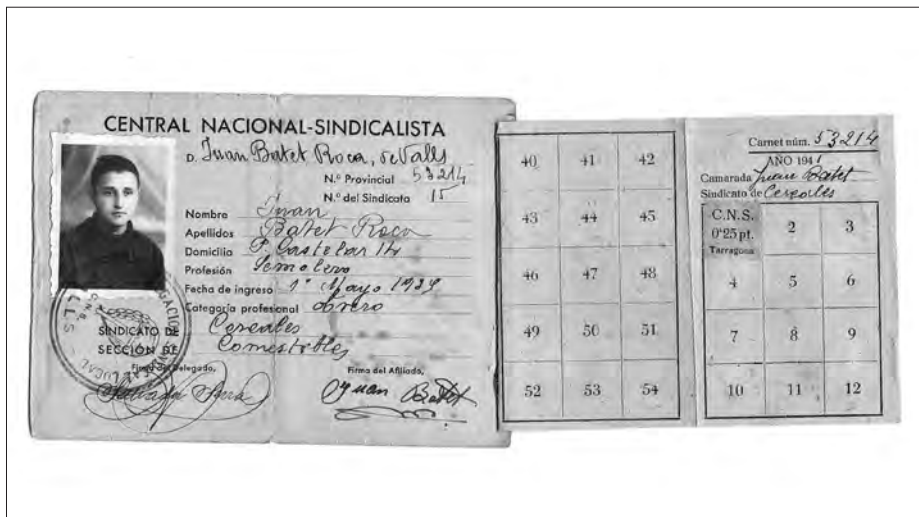 CENTRAL NACIONAL-SINDICALISTA
D. Juan Batet Roca, de Valls
N.º Provincial 53214
N.º del Sindicato 15
Nombre Juan
Apellidos Batet Roca
Domicilio P. Castelar
Profesión Semolero
Fecha de ingreso 1º Mayo 1939
Categoría profesional Obrero
SINDICATO DE Cereales
SECCIÓN DE Comestibles
Firma del Delegado,
Firma del Afiliado,
Juan Batet
40 41 42
43 44 45
46 47 48
49 50 51
52 53 54
Carnet núm. 53214
AÑO 1941
Camarada Juan Batet
Sindicato de Cereales
C.N.S.
0'25 pt.
Tarragona
2 3
4 5 6
7 8 9
10 11 12